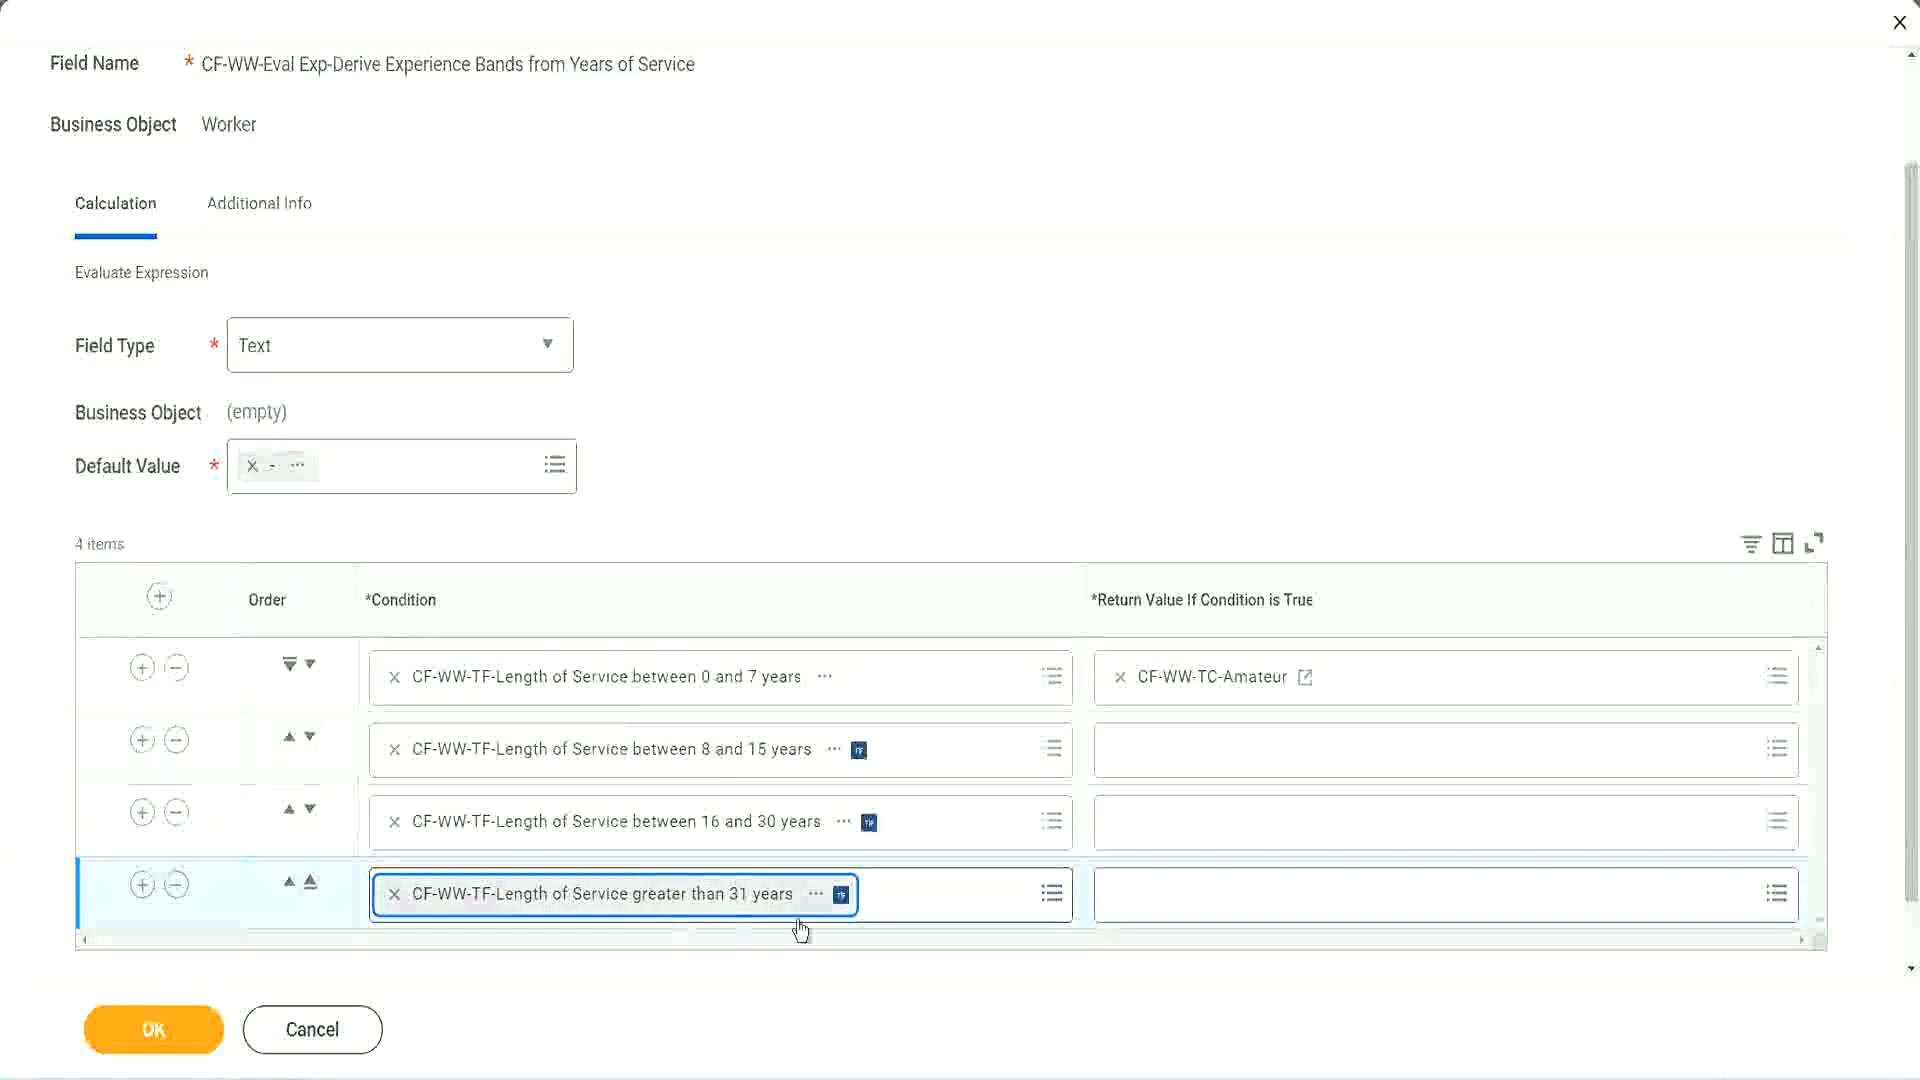 Field Name * CF-WW-Eval Exp-Derive Experience Bands from Years of Service
Business Object Worker
Calculation Additional Info
Evaluate Expression
Field Type * Text
Business Object (empty)
Default Value * X - ...
4 items
Order *Condition *Return Value If Condition is True
CF-WW-TF-Length of Service between 0 and 7 years ... CF-WW-TC-Amateur
CF-WW-TF-Length of Service between 8 and 15 years ... TF
CF-WW-TF-Length of Service between 16 and 30 years ... TF
CF-WW-TF-Length of Service greater than 31 years ... TF
OK Cancel